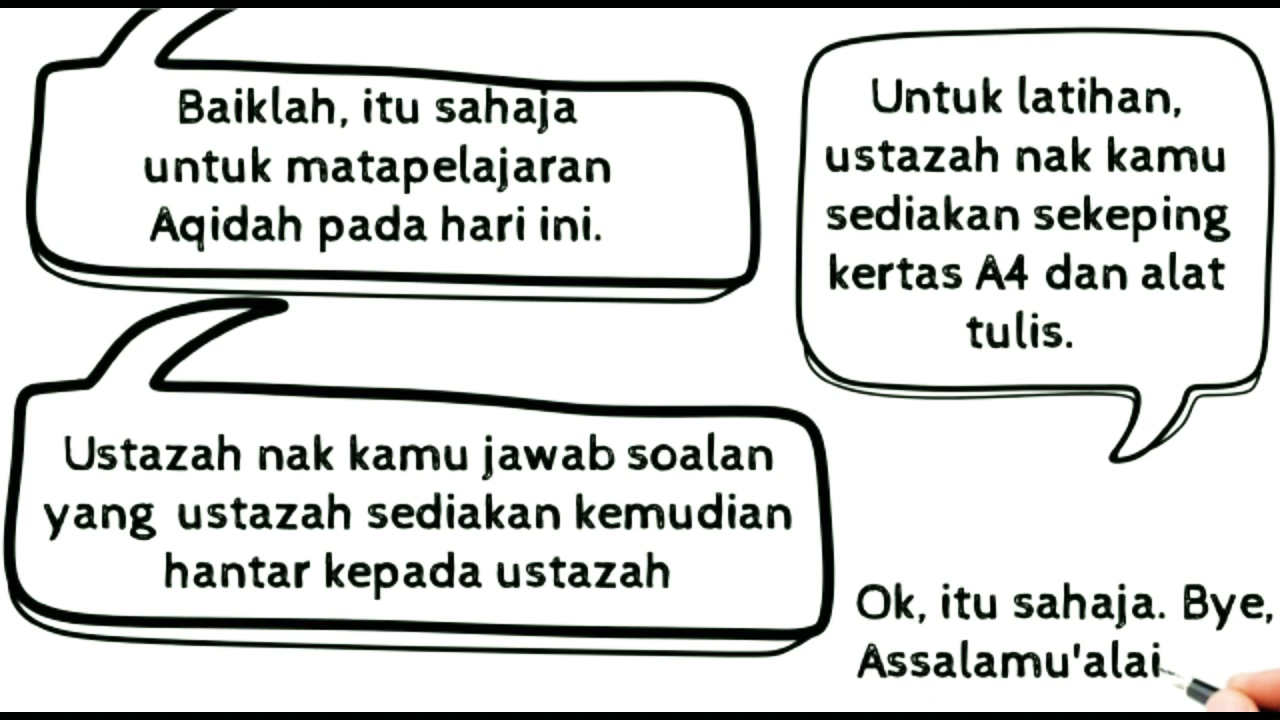 Baiklah, itu sahaja
untuk matapelajaran
Aqidah pada hari ini.
Untuk latihan,
ustazah nak kamu
sediakan sekeping
kertas A4 dan alat
tulis.
Ustazah nak kamu jawab soalan
yang ustazah sediakan kemudian
hantar kepada ustazah
Ok, itu sahaja. Bye,
Assalamu'alai